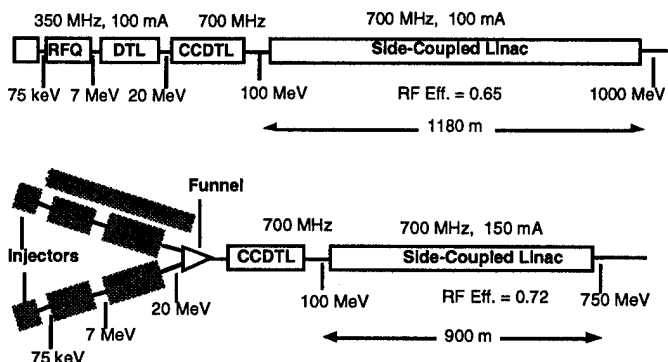 350 MHz, 100 mA
700 MHz
700 MHz, 100 mA
RFQ
DTL
CCDTL
Side-Coupled Linac
75 keV
7 MeV
20 MeV
100 MeV
RF Eff. = 0.65
1000 MeV
1180 m
Funnel
700 MHz
700 MHz, 150 mA
Injectors
CCDTL
Side-Coupled Linac
20 MeV
100 MeV
RF Eff. = 0.72
750 MeV
7 MeV
900 m
75 keV